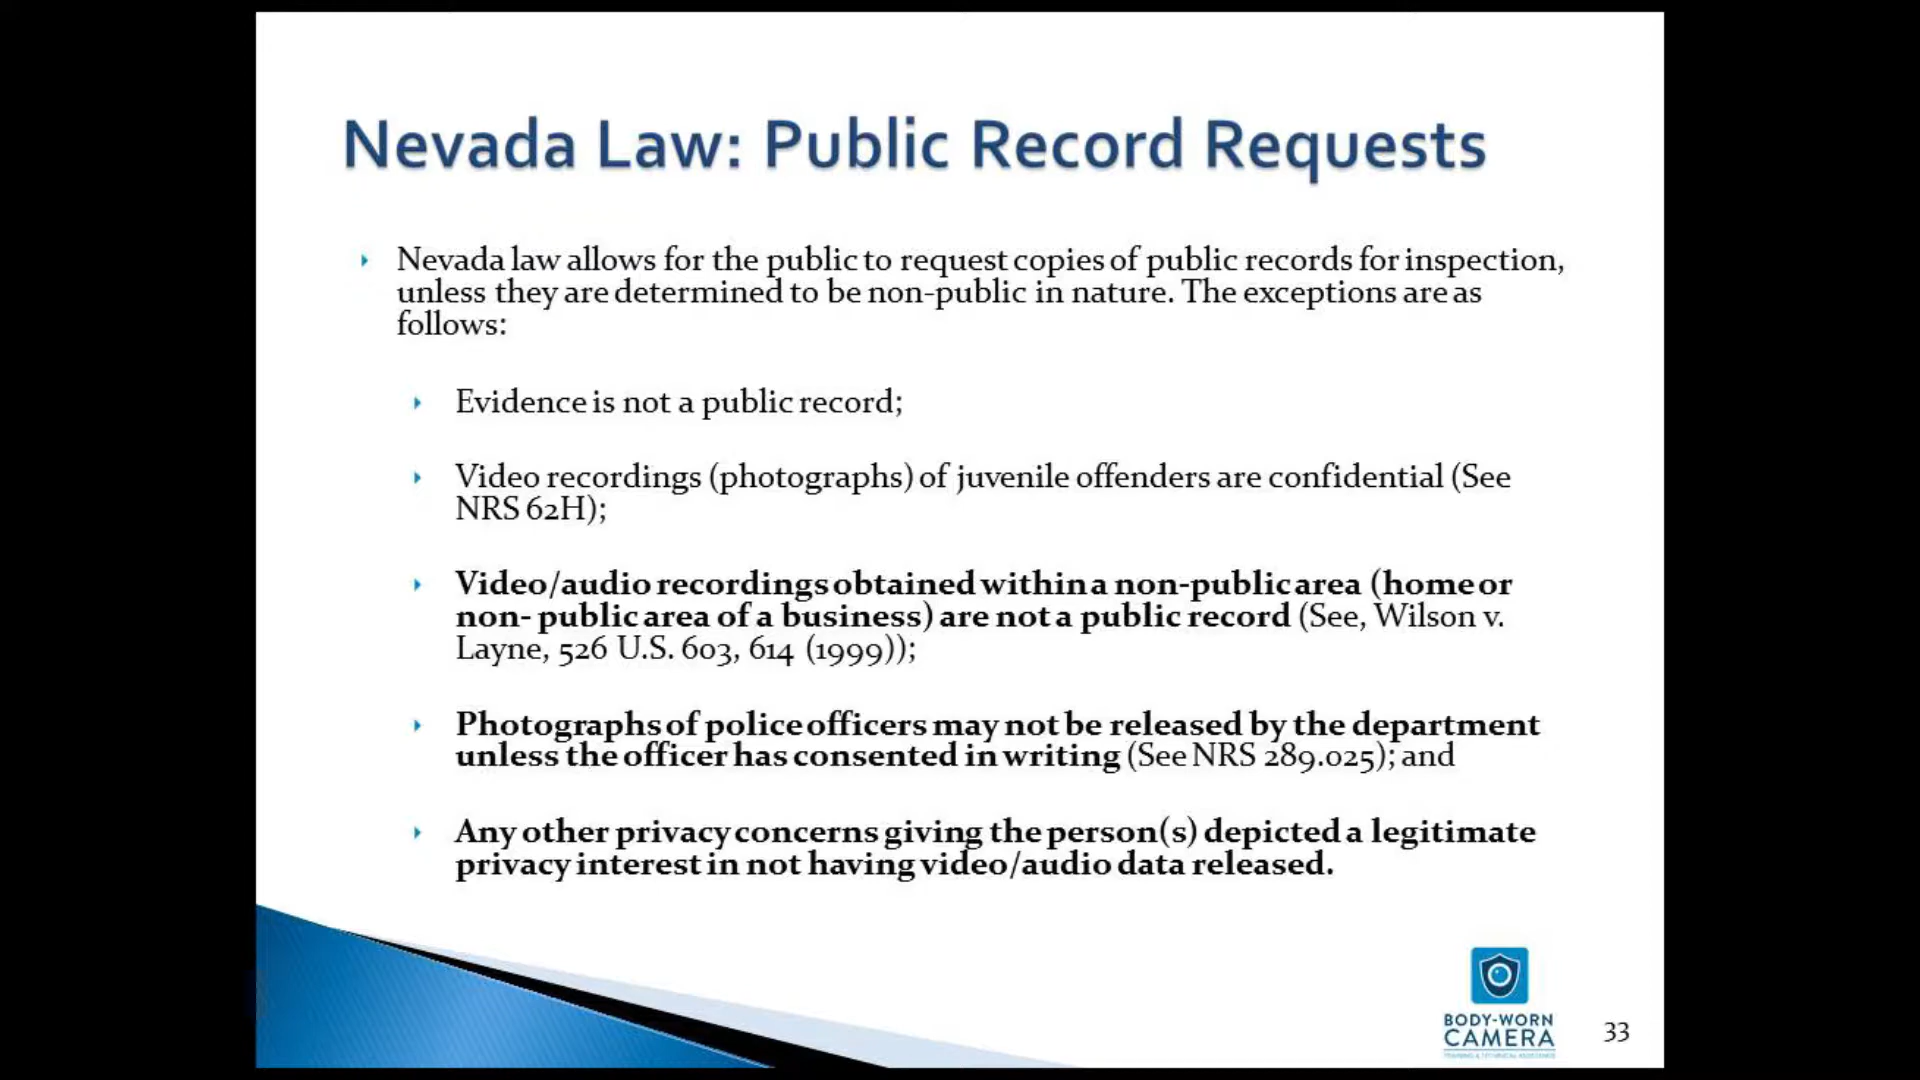 Nevada Law: Public Record Requests
Nevada law allows for the public to request copies of public records for inspection,
unless they are determined to be non-public in nature. The exceptions are as
follows:
Evidence is not a public record;
Video recordings (photographs) of juvenile offenders are confidential (See
NRS 62H);
Video/audio recordings obtained within a non-public area (home or
non- public area of a business) are not a public record (See, Wilson v.
Layne, 526 U.S. 603, 614 (1999));
Photographs of police officers may not be released by the department
unless the officer has consented in writing (See NRS 289.025); and
Any other privacy concerns giving the person(s) depicted a legitimate
privacy interest in not having video/audio data released.
BODY-WORN
CAMERA
TRAINING & TECHNICAL ASSISTANCE
33